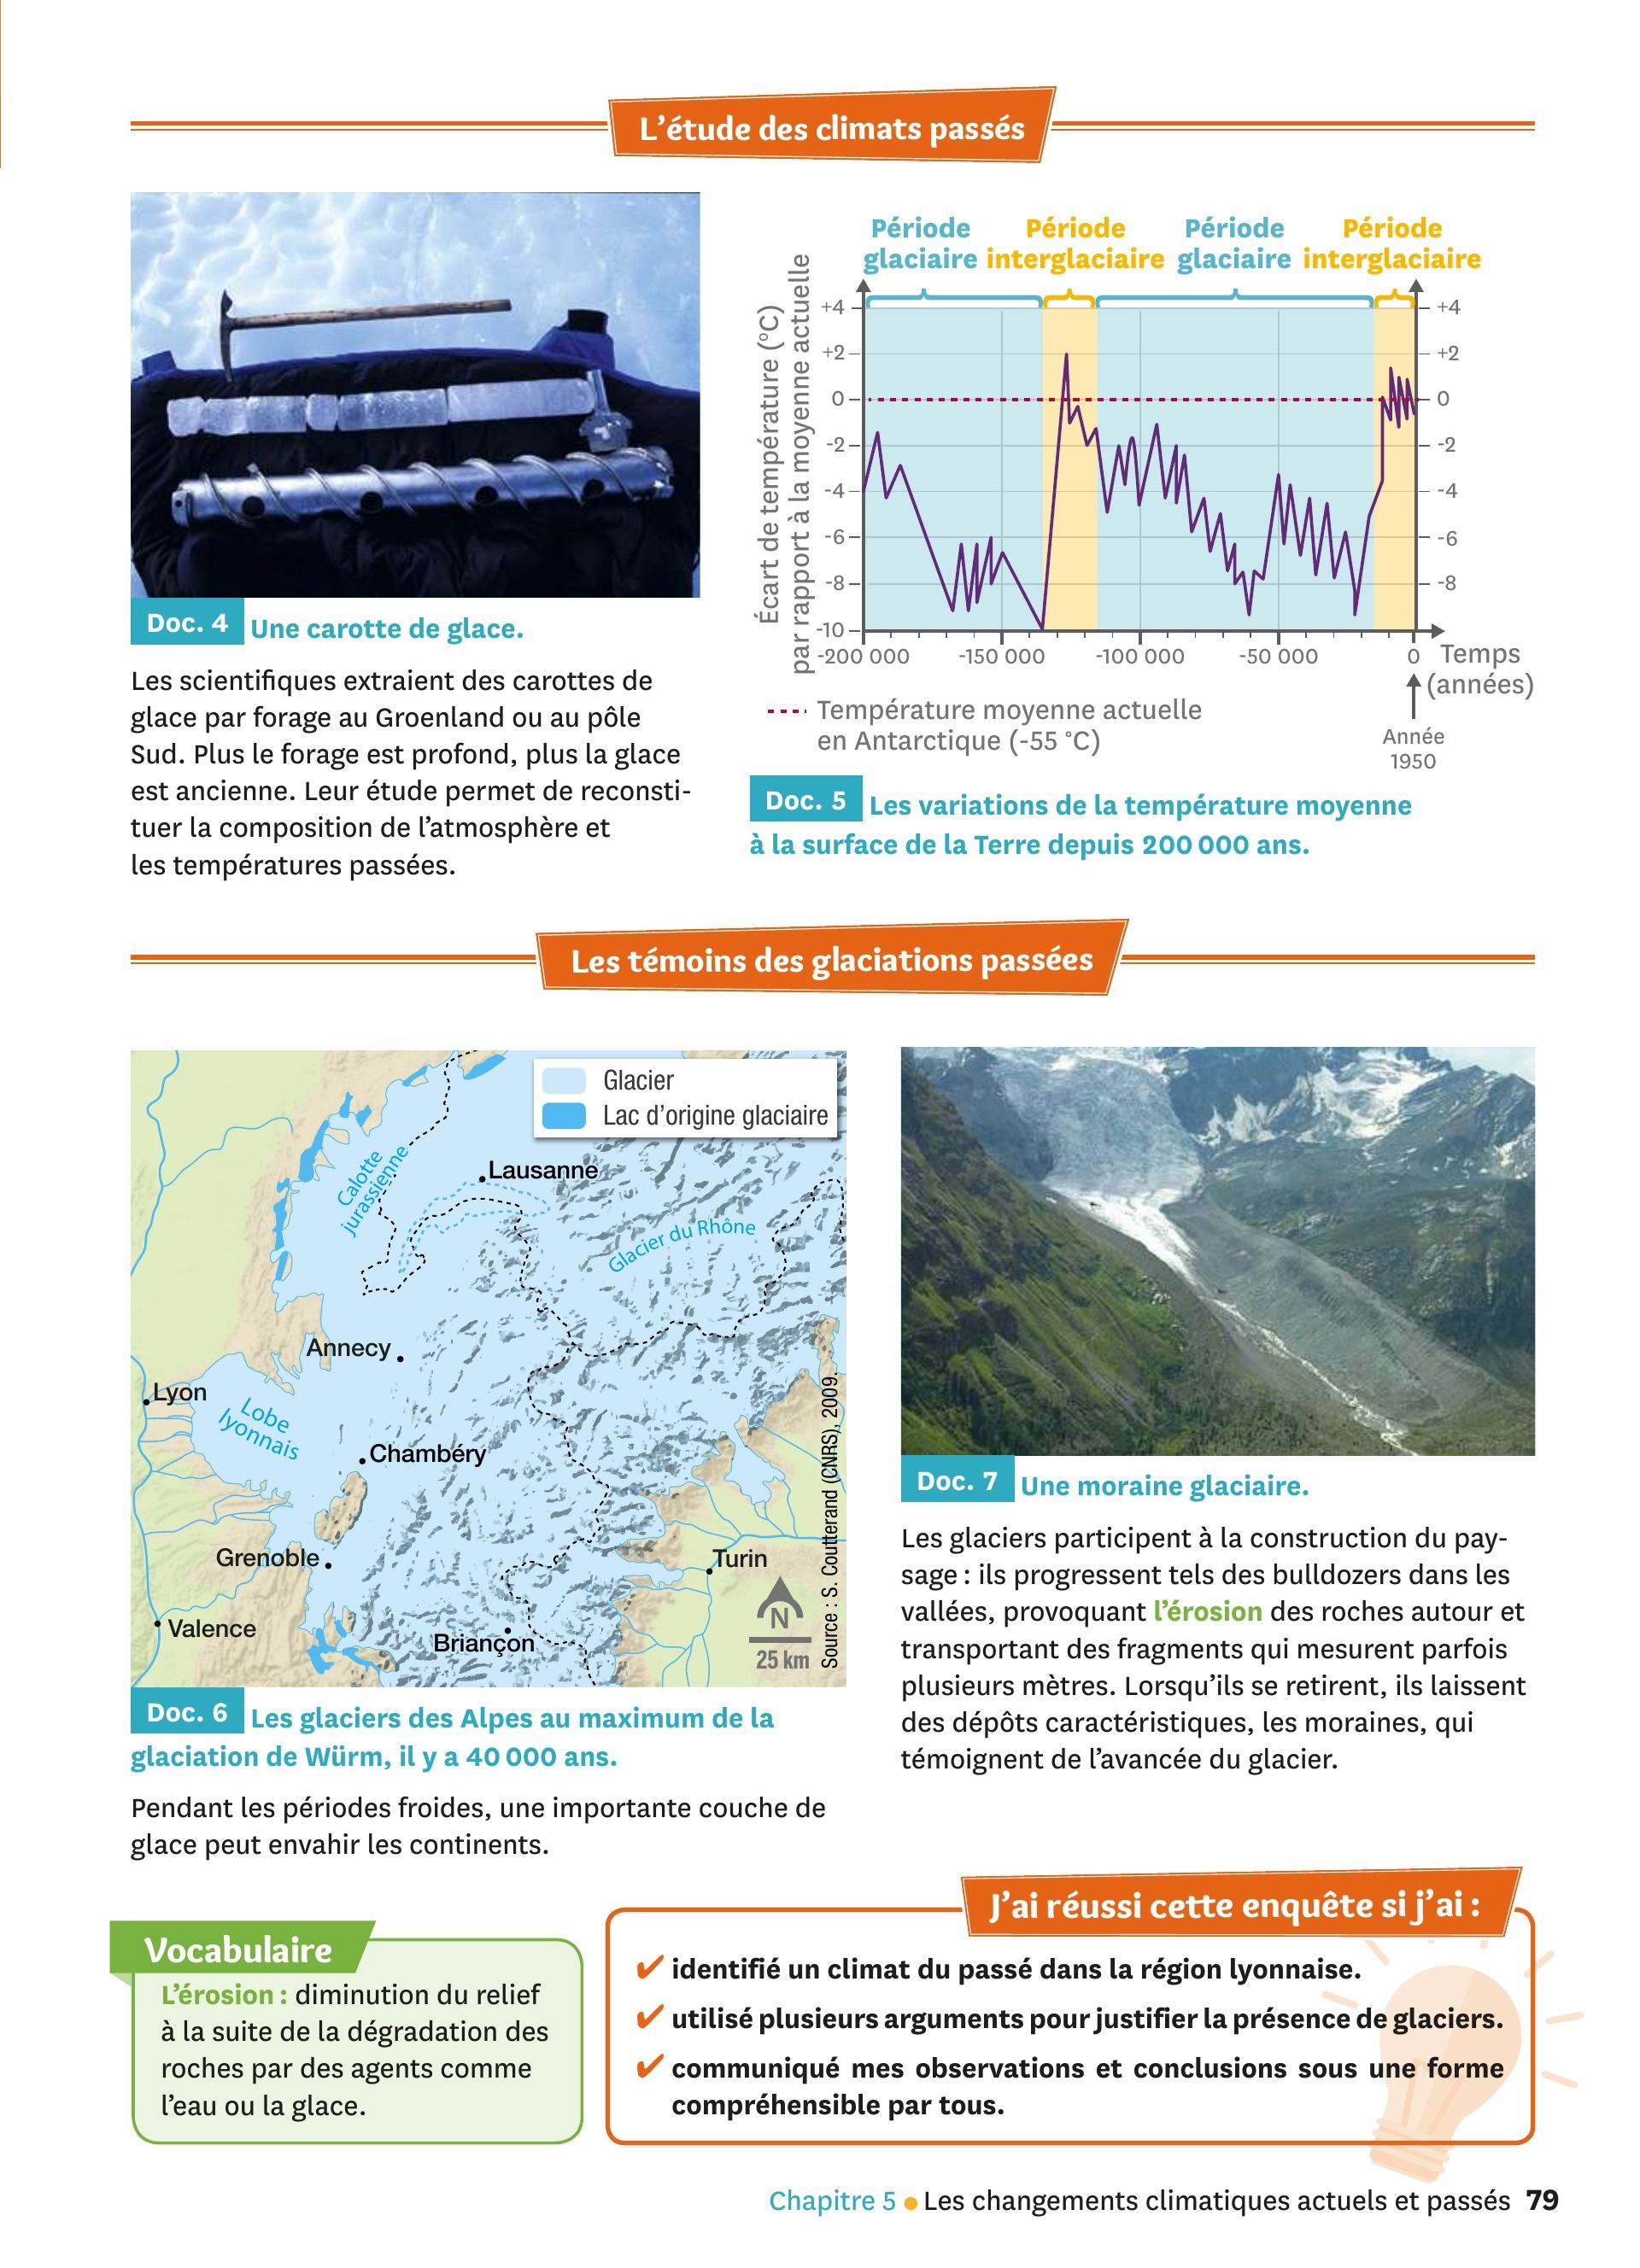 L'étude des climats passés
Doc. 4 Une carotte de glace.
Les scientifiques extraient des carottes de
glace par forage au Groenland ou au pôle
Sud. Plus le forage est profond, plus la glace
est ancienne. Leur étude permet de reconsti-
tuer la composition de l'atmosphère et
les températures passées.
Période
glaciaire
Période
interglaciaire
Période
glaciaire
Période
interglaciaire
Écart de température (°C)
par rapport à la moyenne actuelle
+4
+2
0
-2
-4
-6
-8
-10
+4
+2
0
-2
-4
-6
-8
-200 000
-150 000
-100 000
-50 000
0
Temps
(années)
Année
1950
Température moyenne actuelle
en Antarctique (-55 °C)
Doc. 5 Les variations de la température moyenne
à la surface de la Terre depuis 200 000 ans.
Les témoins des glaciations passées
Glacier
Lac d'origine glaciaire
Calotte
jurassienne
Lausanne
Glacier du Rhône
Annecy
Lyon
Lobe
lyonnais
Chambéry
Grenoble
Turin
Valence
Briançon
N
25 km
Source : S. Coutterand (CNRS), 2009.
Doc. 6 Les glaciers des Alpes au maximum de la
glaciation de Würm, il y a 40 000 ans.
Pendant les périodes froides, une importante couche de
glace peut envahir les continents.
Doc. 7 Une moraine glaciaire.
Les glaciers participent à la construction du pay-
sage : ils progressent tels des bulldozers dans les
vallées, provoquant l'érosion des roches autour et
transportant des fragments qui mesurent parfois
plusieurs mètres. Lorsqu'ils se retirent, ils laissent
des dépôts caractéristiques, les moraines, qui
témoignent de l'avancée du glacier.
Vocabulaire
L'érosion : diminution du relief
à la suite de la dégradation des
roches par des agents comme
l'eau ou la glace.
J'ai réussi cette enquête si j'ai :
✔ identifié un climat du passé dans la région lyonnaise.
✔ utilisé plusieurs arguments pour justifier la présence de glaciers.
✔ communiqué mes observations et conclusions sous une forme
compréhensible par tous.
Chapitre 5 ● Les changements climatiques actuels et passés 79